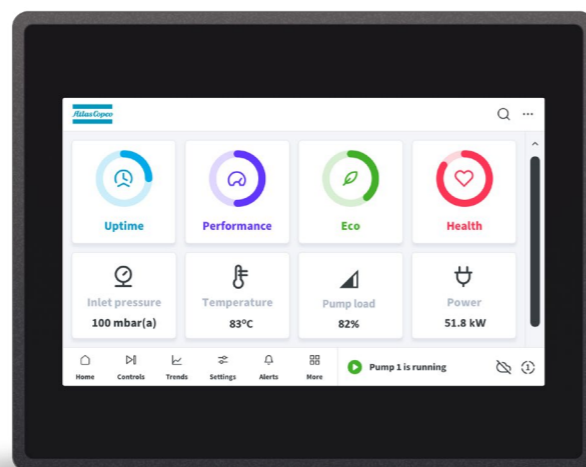 Atlas Copco
Uptime
Performance
Eco
Health
Inlet pressure
100 mbar(a)
Temperature
83°C
Pump load
82%
Power
51.8 kW
Home
Controls
Trends
Settings
Alerts
More
Pump 1 is running
1